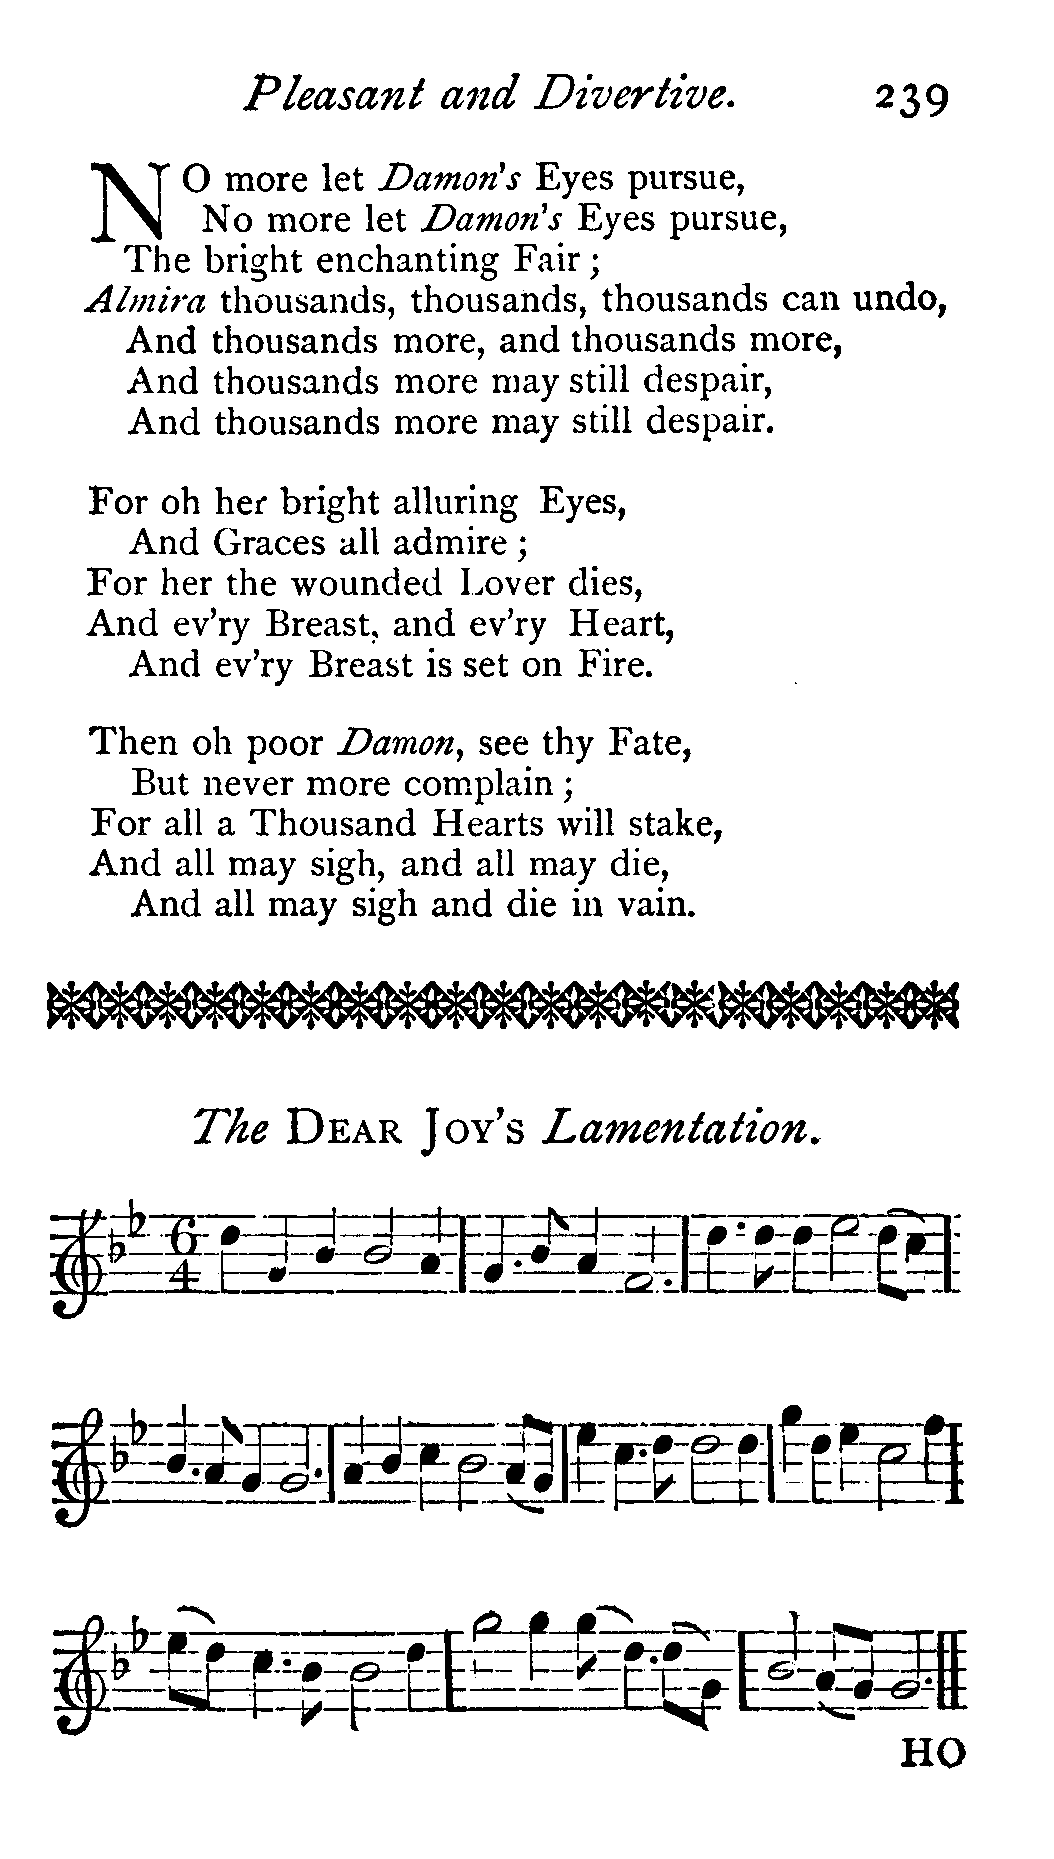 Pleasant and Divertive. 239
NO more let Damon's Eyes pursue,
No more let Damon's Eyes pursue,
The bright enchanting Fair ;
Almira thousands, thousands, thousands can undo,
And thousands more, and thousands more,
And thousands more may still despair,
And thousands more may still despair.
For oh her bright alluring Eyes,
And Graces all admire ;
For her the wounded Lover dies,
And ev'ry Breast, and ev'ry Heart,
And ev'ry Breast is set on Fire.
Then oh poor Damon, see thy Fate,
But never more complain ;
For all a Thousand Hearts will stake,
And all may sigh, and all may die,
And all may sigh and die in vain.
The DEAR JOY'S Lamentation.
6
4
HO